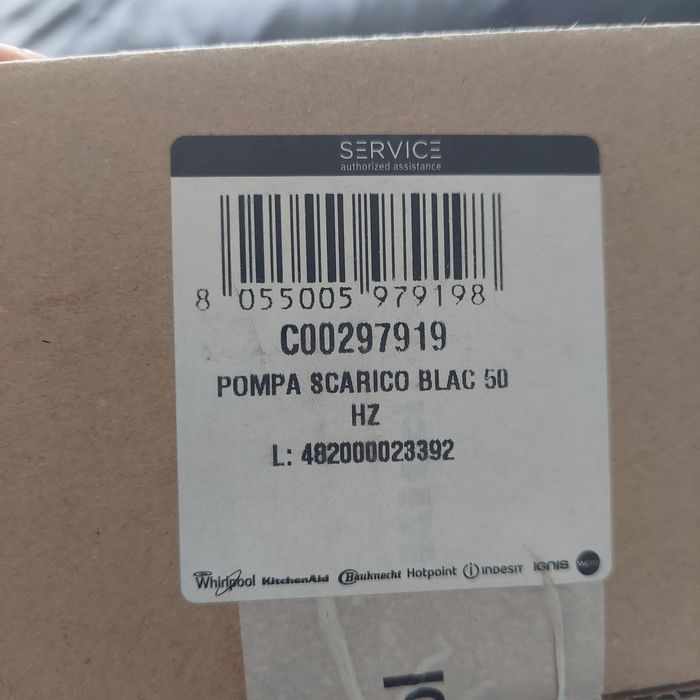 SERVICE
authorized assistance
8 055005 979198
C00297919
POMPA SCARICO BLAC 50
HZ
L: 482000023392
Whirlpool KitchenAid Bauknecht Hotpoint indesit IGNIS